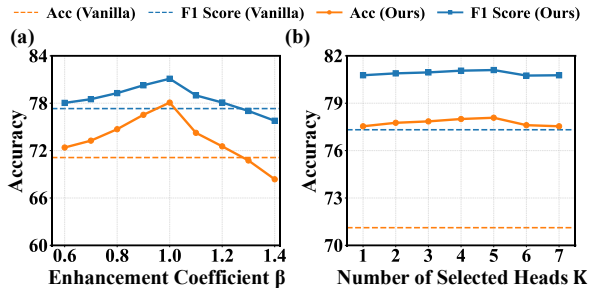 Acc (Vanilla) F1 Score (Vanilla) Acc (Ours) F1 Score (Ours)
(a)
84
78
72
66
60
Accuracy
0.6 0.8 1.0 1.2 1.4
Enhancement Coefficient β
(b)
82
79
76
73
70
Accuracy
1 2 3 4 5 6 7
Number of Selected Heads K